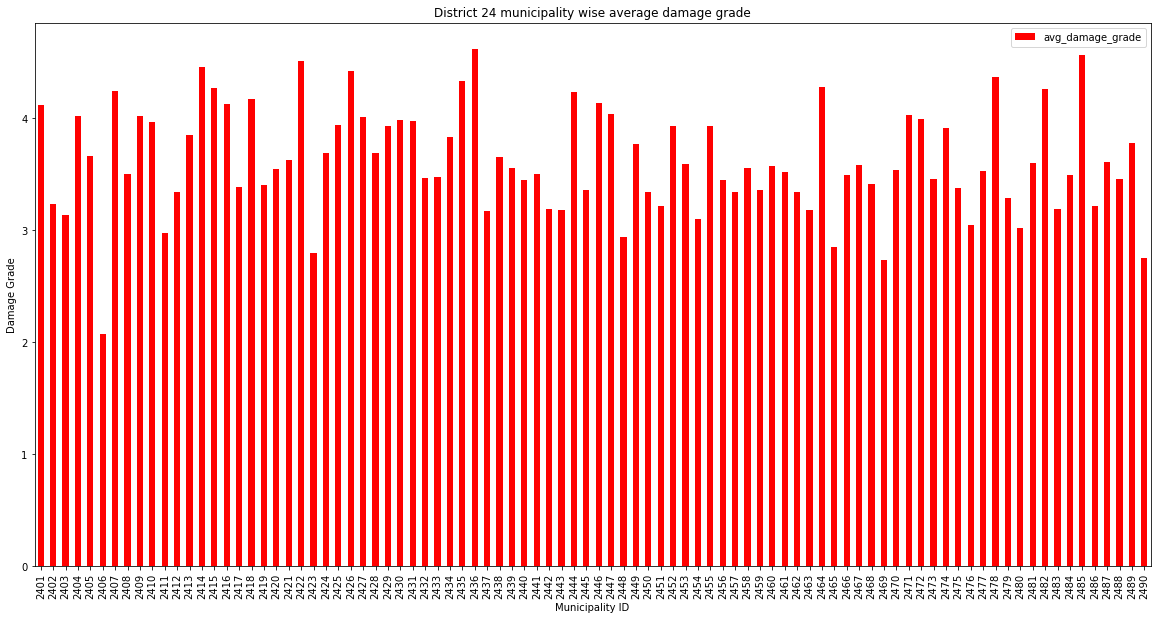 District 24 municipality wise average damage grade
avg_damage_grade
Damage Grade
4
3
2
1
0
2401 2402 2403 2404 2405 2406 2407 2408 2409 2410 2411 2412 2413 2414 2415 2416 2417 2418 2419 2420 2421 2422 2423 2424 2425 2426 2427 2428 2429 2430 2431 2432 2433 2434 2435 2436 2437 2438 2439 2440 2441 2442 2443 2444 2445 2446 2447 2448 2449 2450 2451 2452 2453 2454 2455 2456 2457 2458 2459 2460 2461 2462 2463 2464 2465 2466 2467 2468 2469 2470 2471 2472 2473 2474 2475 2476 2477 2478 2479 2480 2481 2482 2483 2484 2485 2486 2487 2488 2489 2490
Municipality ID